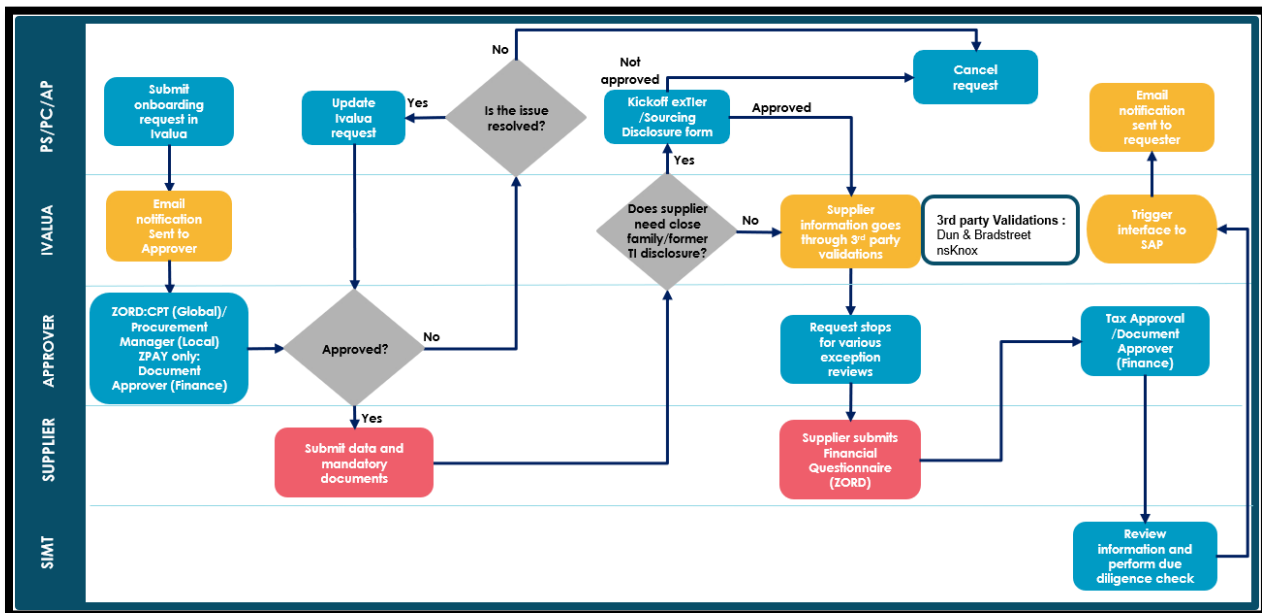 PS/PC/AP
Submit
onboarding
request in
Ivalua
Update
Ivalua
request
Yes
Is the issue
resolved?
No
Not
approved
Kickoff exTIer
/Sourcing
Disclosure form
Approved
Cancel
request
Email
notification
sent to
requester
IVALUA
Email
notification
Sent to
Approver
Yes
Does supplier
need close
family/former
TI disclosure?
No
Supplier
information goes
through 3rd party
validations
3rd party Validations :
Dun & Bradstreet
nsKnox
Trigger
interface to
SAP
APPROVER
ZORD:CPT (Global)/
Procurement
Manager (Local)
ZPAY only:
Document
Approver (Finance)
Approved?
No
Request stops
for various
exception
reviews
Tax Approval
/Document
Approver
(Finance)
SUPPLIER
Yes
Submit data and
mandatory
documents
Supplier submits
Financial
Questionnaire
(ZORD)
SIMT
Review
information and
perform due
diligence check